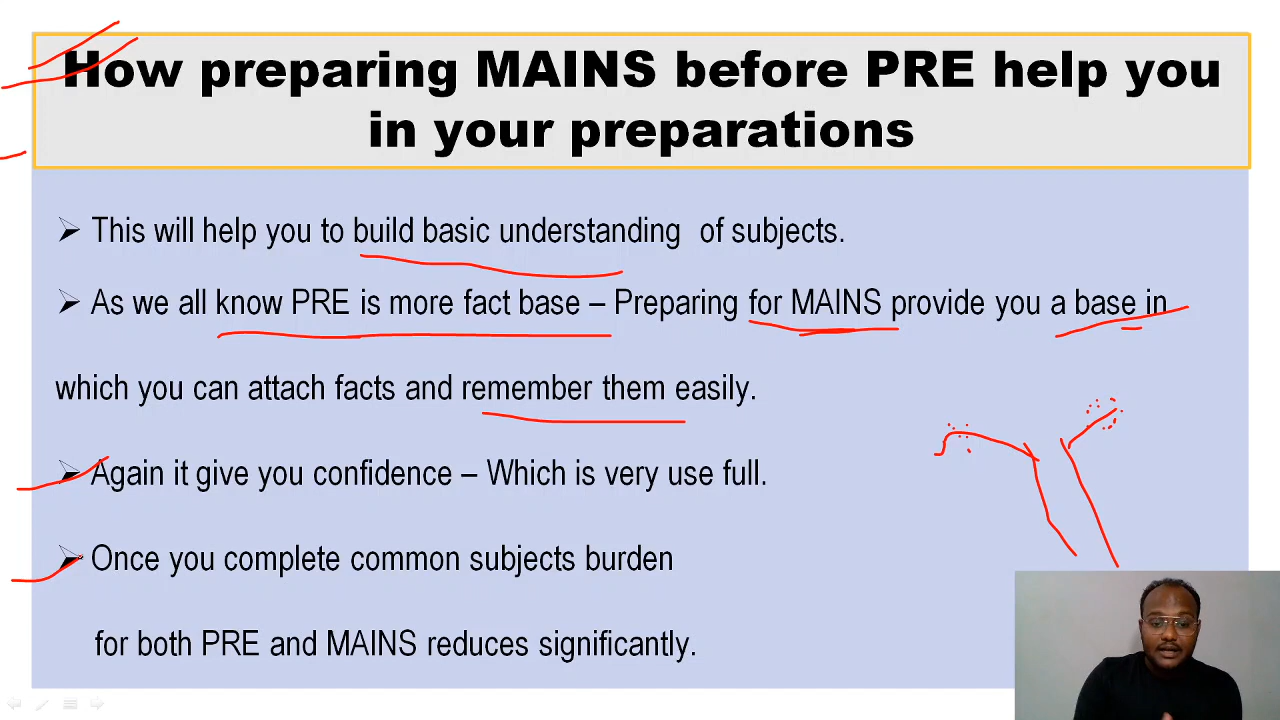 How preparing MAINS before PRE help you
in your preparations
This will help you to build basic understanding of subjects.
As we all know PRE is more fact base – Preparing for MAINS provide you a base in
which you can attach facts and remember them easily.
Again it give you confidence – Which is very use full.
Once you complete common subjects burden
for both PRE and MAINS reduces significantly.